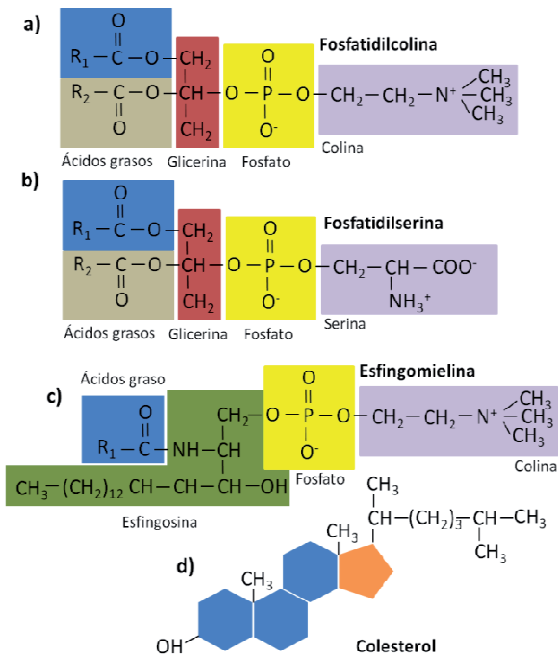 a)
Fosfatidilcolina
O
R1 — C — O — CH2
R2 — C — O — CH — O — P — O — CH2 — CH2 — N+ CH3 CH3 CH3
O
O
CH2
O-
Colina
Ácidos grasos Glicerina Fosfato
b)
Fosfatidilserina
O
R1 — C — O — CH2
O
R2 — C — O — CH — O — P — O — CH2 — CH — COO-
O
CH2
O-
NH3+
Serina
Ácidos grasos Glicerina Fosfato
Esfingomielina
Ácidos graso
c)
O
O
CH2 — O — P — O — CH2 — CH2 — N+ CH3 CH3 CH3
R1 — C — NH — CH
O-
Colina
CH3 —(CH2)12 CH — CH — CH — OH
Fosfato
Esfingosina
CH3
CH—(CH2)3—CH—CH3
CH3
CH3
d)
CH3
HO
Colesterol